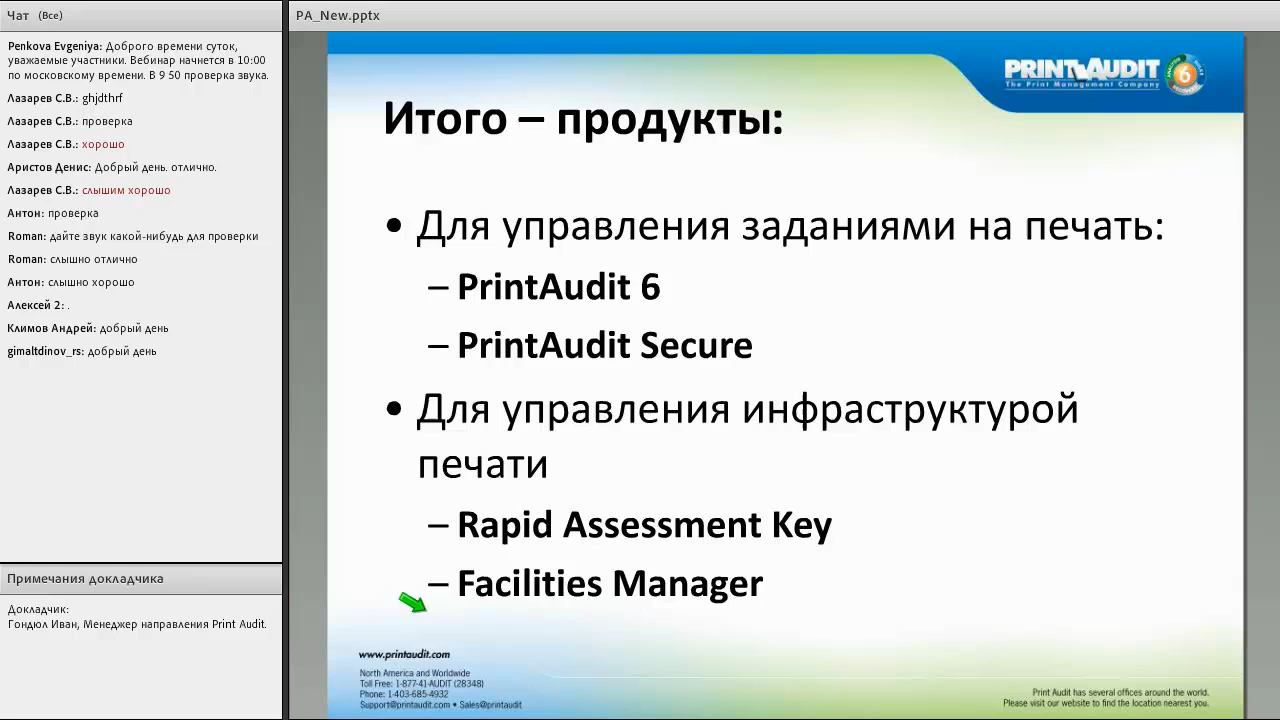 Чат (Все)
Penkova Evgeniya: Доброго времени суток,
уважаемые участники. Вебинар начнется в 10:00
по московскому времени. В 9 50 проверка звука.
Лазарев С.В.: ghjdthrf
Лазарев С.В.: проверка
Лазарев С.В.: хорошо
Аристов Денис: Добрый день. отлично.
Лазарев С.В.: слышим хорошо
Антон: проверка
Roman: дайте звук какой-нибудь для проверки
Roman: слышно отлично
Антон: слышно хорошо
Алексей 2: .
Климов Андрей: добрый день
gimaltdinov_rs: добрый день
Примечания докладчика
Докладчик:
Гондюл Иван, Менеджер направления Print Audit.
PA_New.pptx
PRINT AUDIT 6
The Print Management Company
Итого – продукты:
• Для управления заданиями на печать:
– PrintAudit 6
– PrintAudit Secure
• Для управления инфраструктурой
печати
– Rapid Assessment Key
– Facilities Manager
www.printaudit.com
North America and Worldwide
Toll Free: 1-877-41-AUDIT (28348)
Phone: 1-403-685-4932
Support@printaudit.com • Sales@printaudit
Print Audit has several offices around the world.
Please visit our website to find the location nearest you.